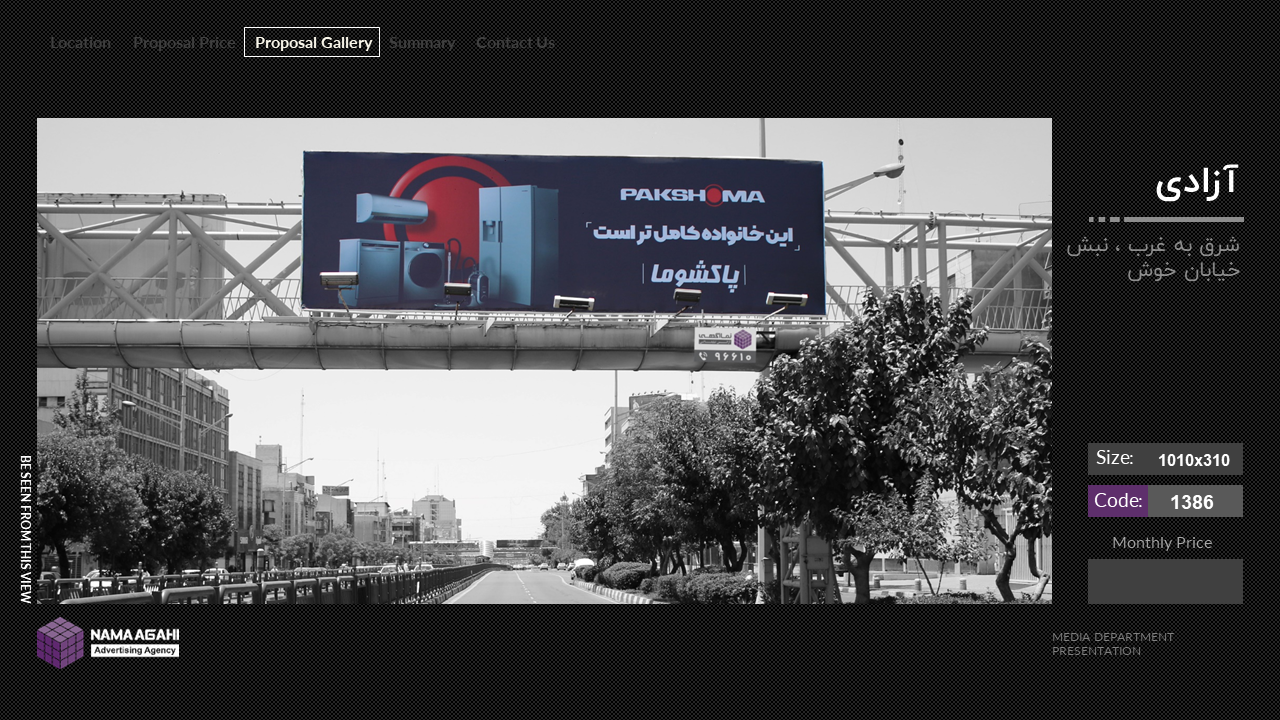 Location
Proposal Price
Proposal Gallery
Summary
Contact Us
آزادی
شرق به غرب ، نبش
خیابان خوش
PAKSHOMA
این خانواده کامل تر است
پاکشوما
نماآگهی
۹۶۶۱۰
Size: 1010x310
Code: 1386
Monthly Price
BE SEEN FROM THIS VIEW
NAMA AGAHI
Advertising Agency
MEDIA DEPARTMENT
PRESENTATION